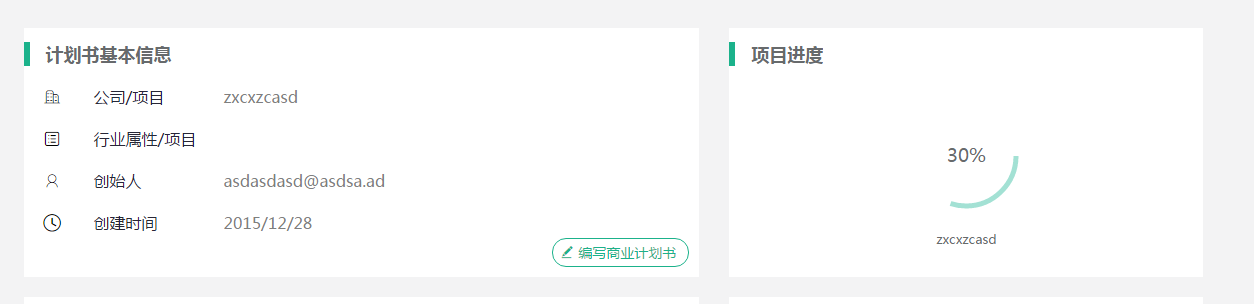 计划书基本信息
公司/项目 zxcxzcasd
行业属性/项目
创始人 asdasdasd@asdsa.ad
创建时间 2015/12/28
编写商业计划书
项目进度
30%
zxcxzcasd